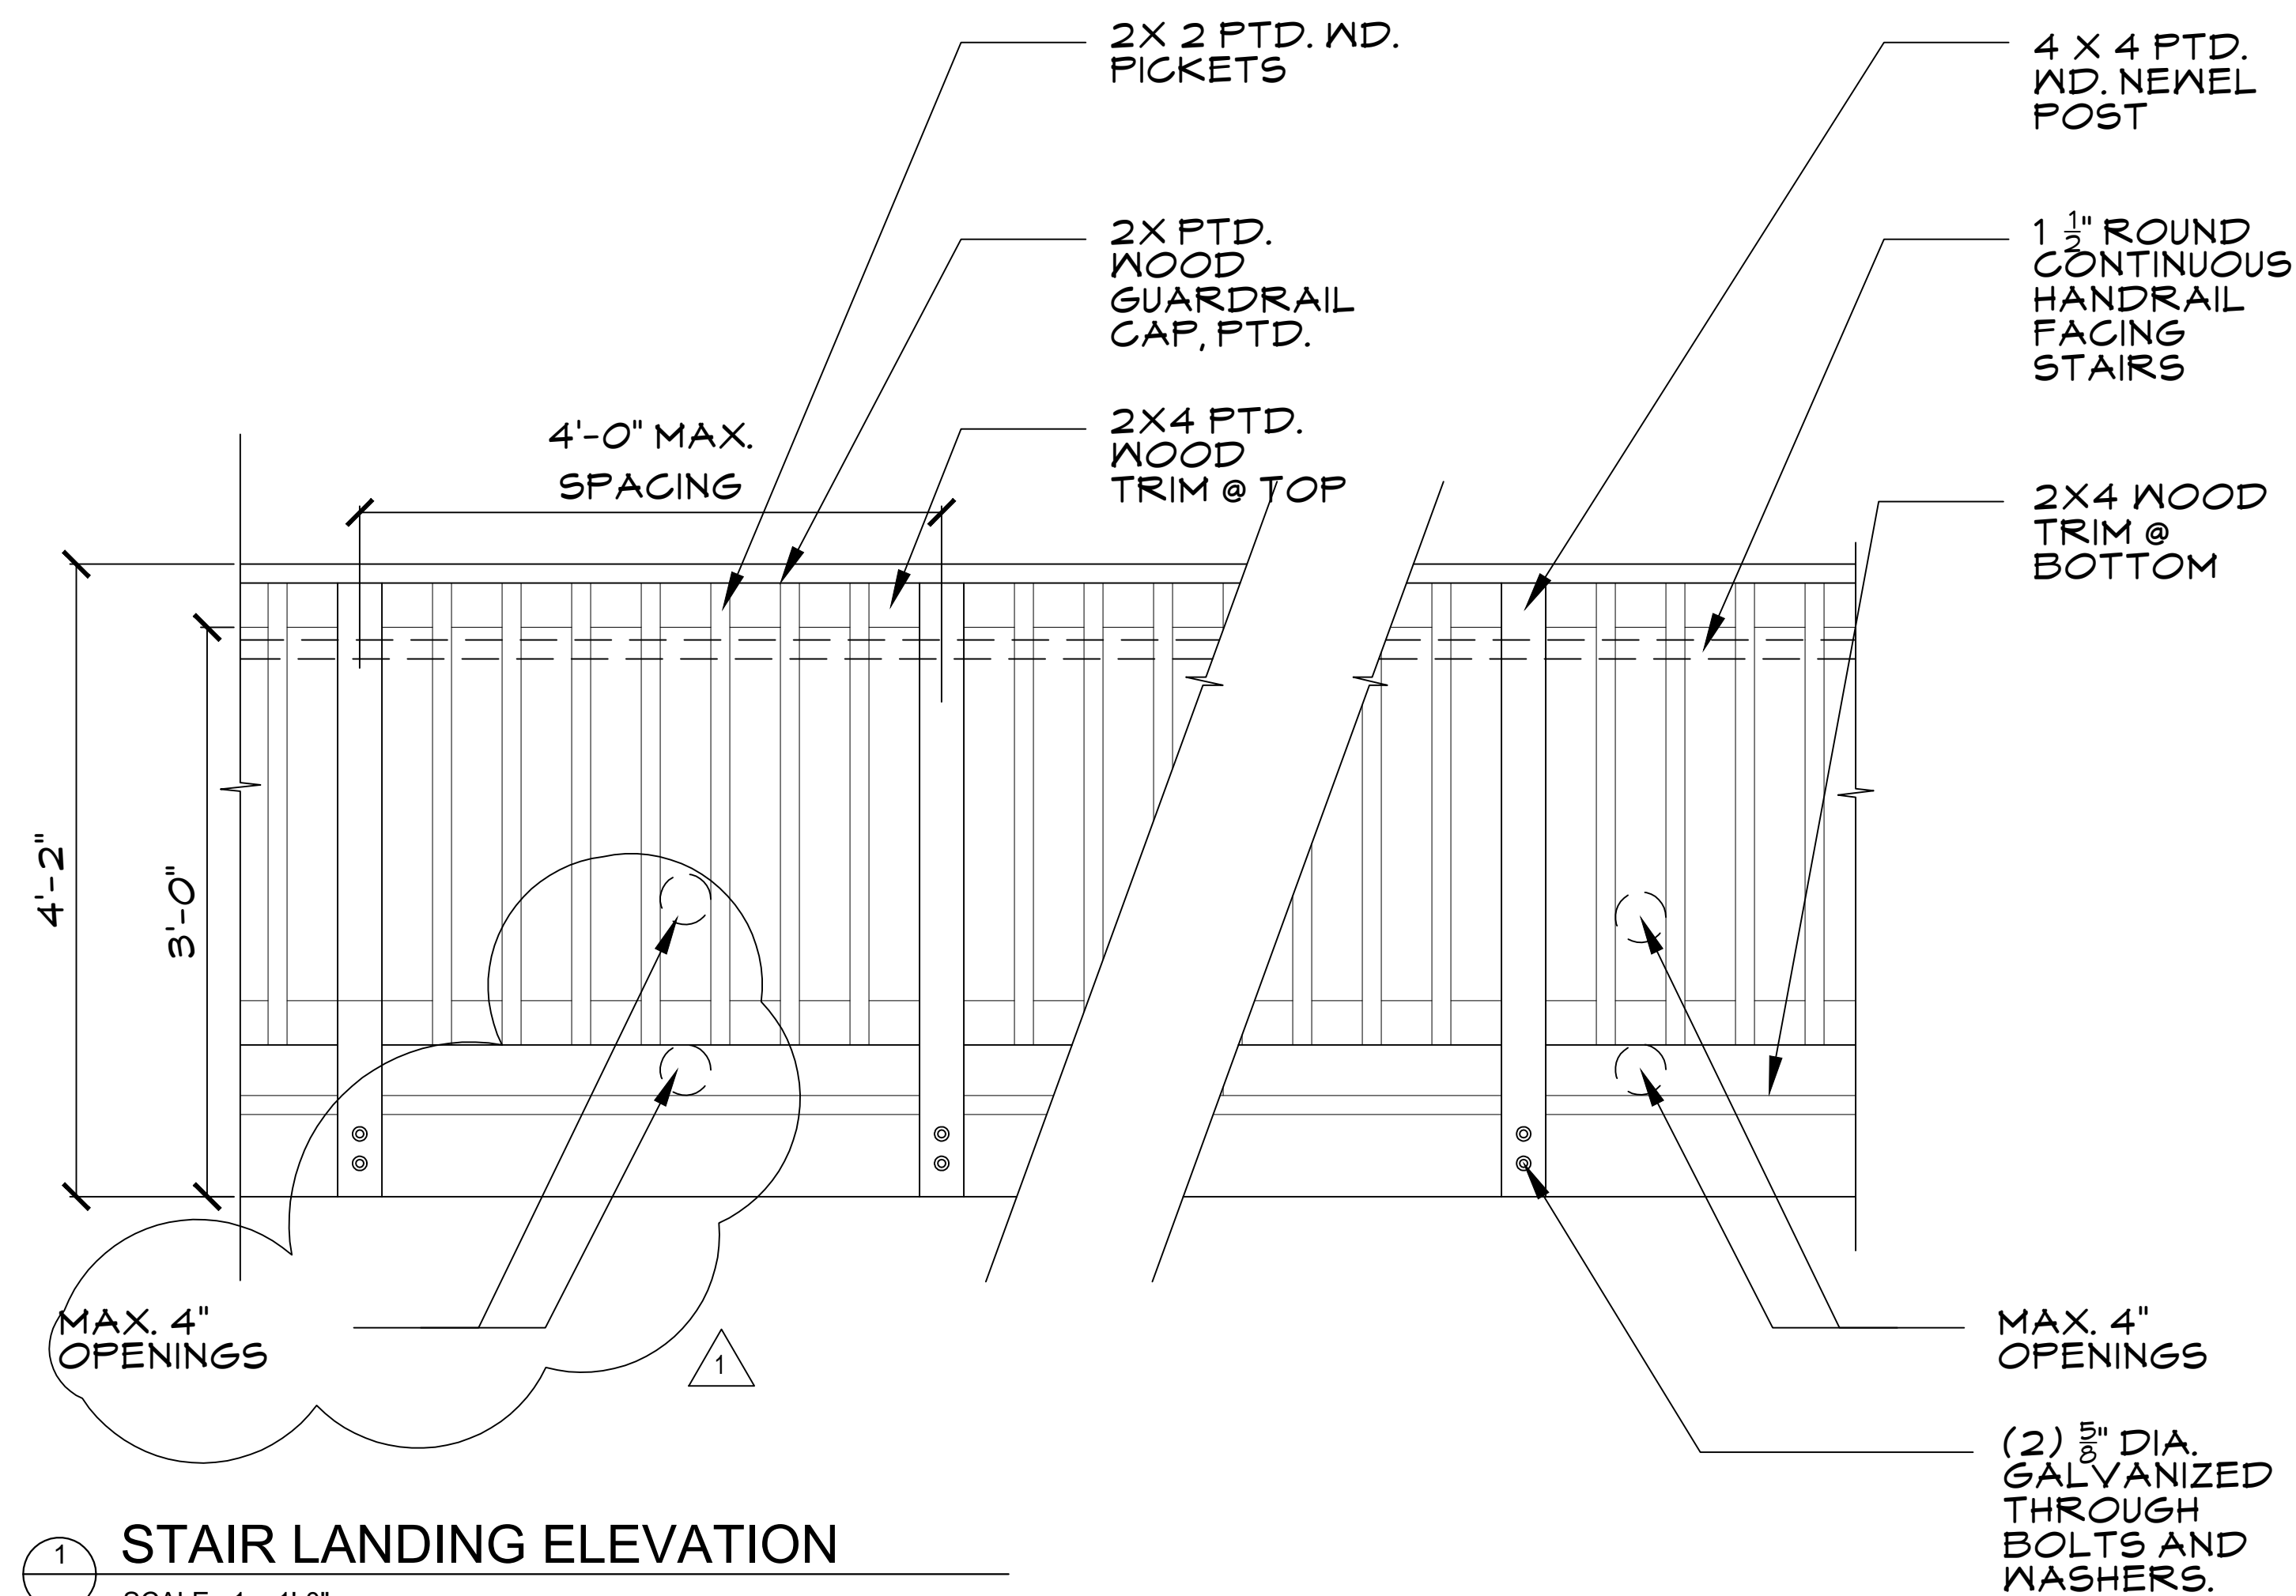 2X 2 PTD. WD.
PICKETS
4 X 4 PTD.
WD. NEWEL
POST
2X PTD.
WOOD
GUARDRAIL
CAP, PTD.
1 1/2" ROUND
CONTINUOUS
HANDRAIL
FACING
STAIRS
4'-0" MAX.
SPACING
2X4 PTD.
WOOD
TRIM @ TOP
2X4 WOOD
TRIM @
BOTTOM
4'-2"
3'-0"
MAX. 4"
OPENINGS
1
MAX. 4"
OPENINGS
(2) 5/8" DIA.
GALVANIZED
THROUGH
BOLTS AND
WASHERS.
1
STAIR LANDING ELEVATION